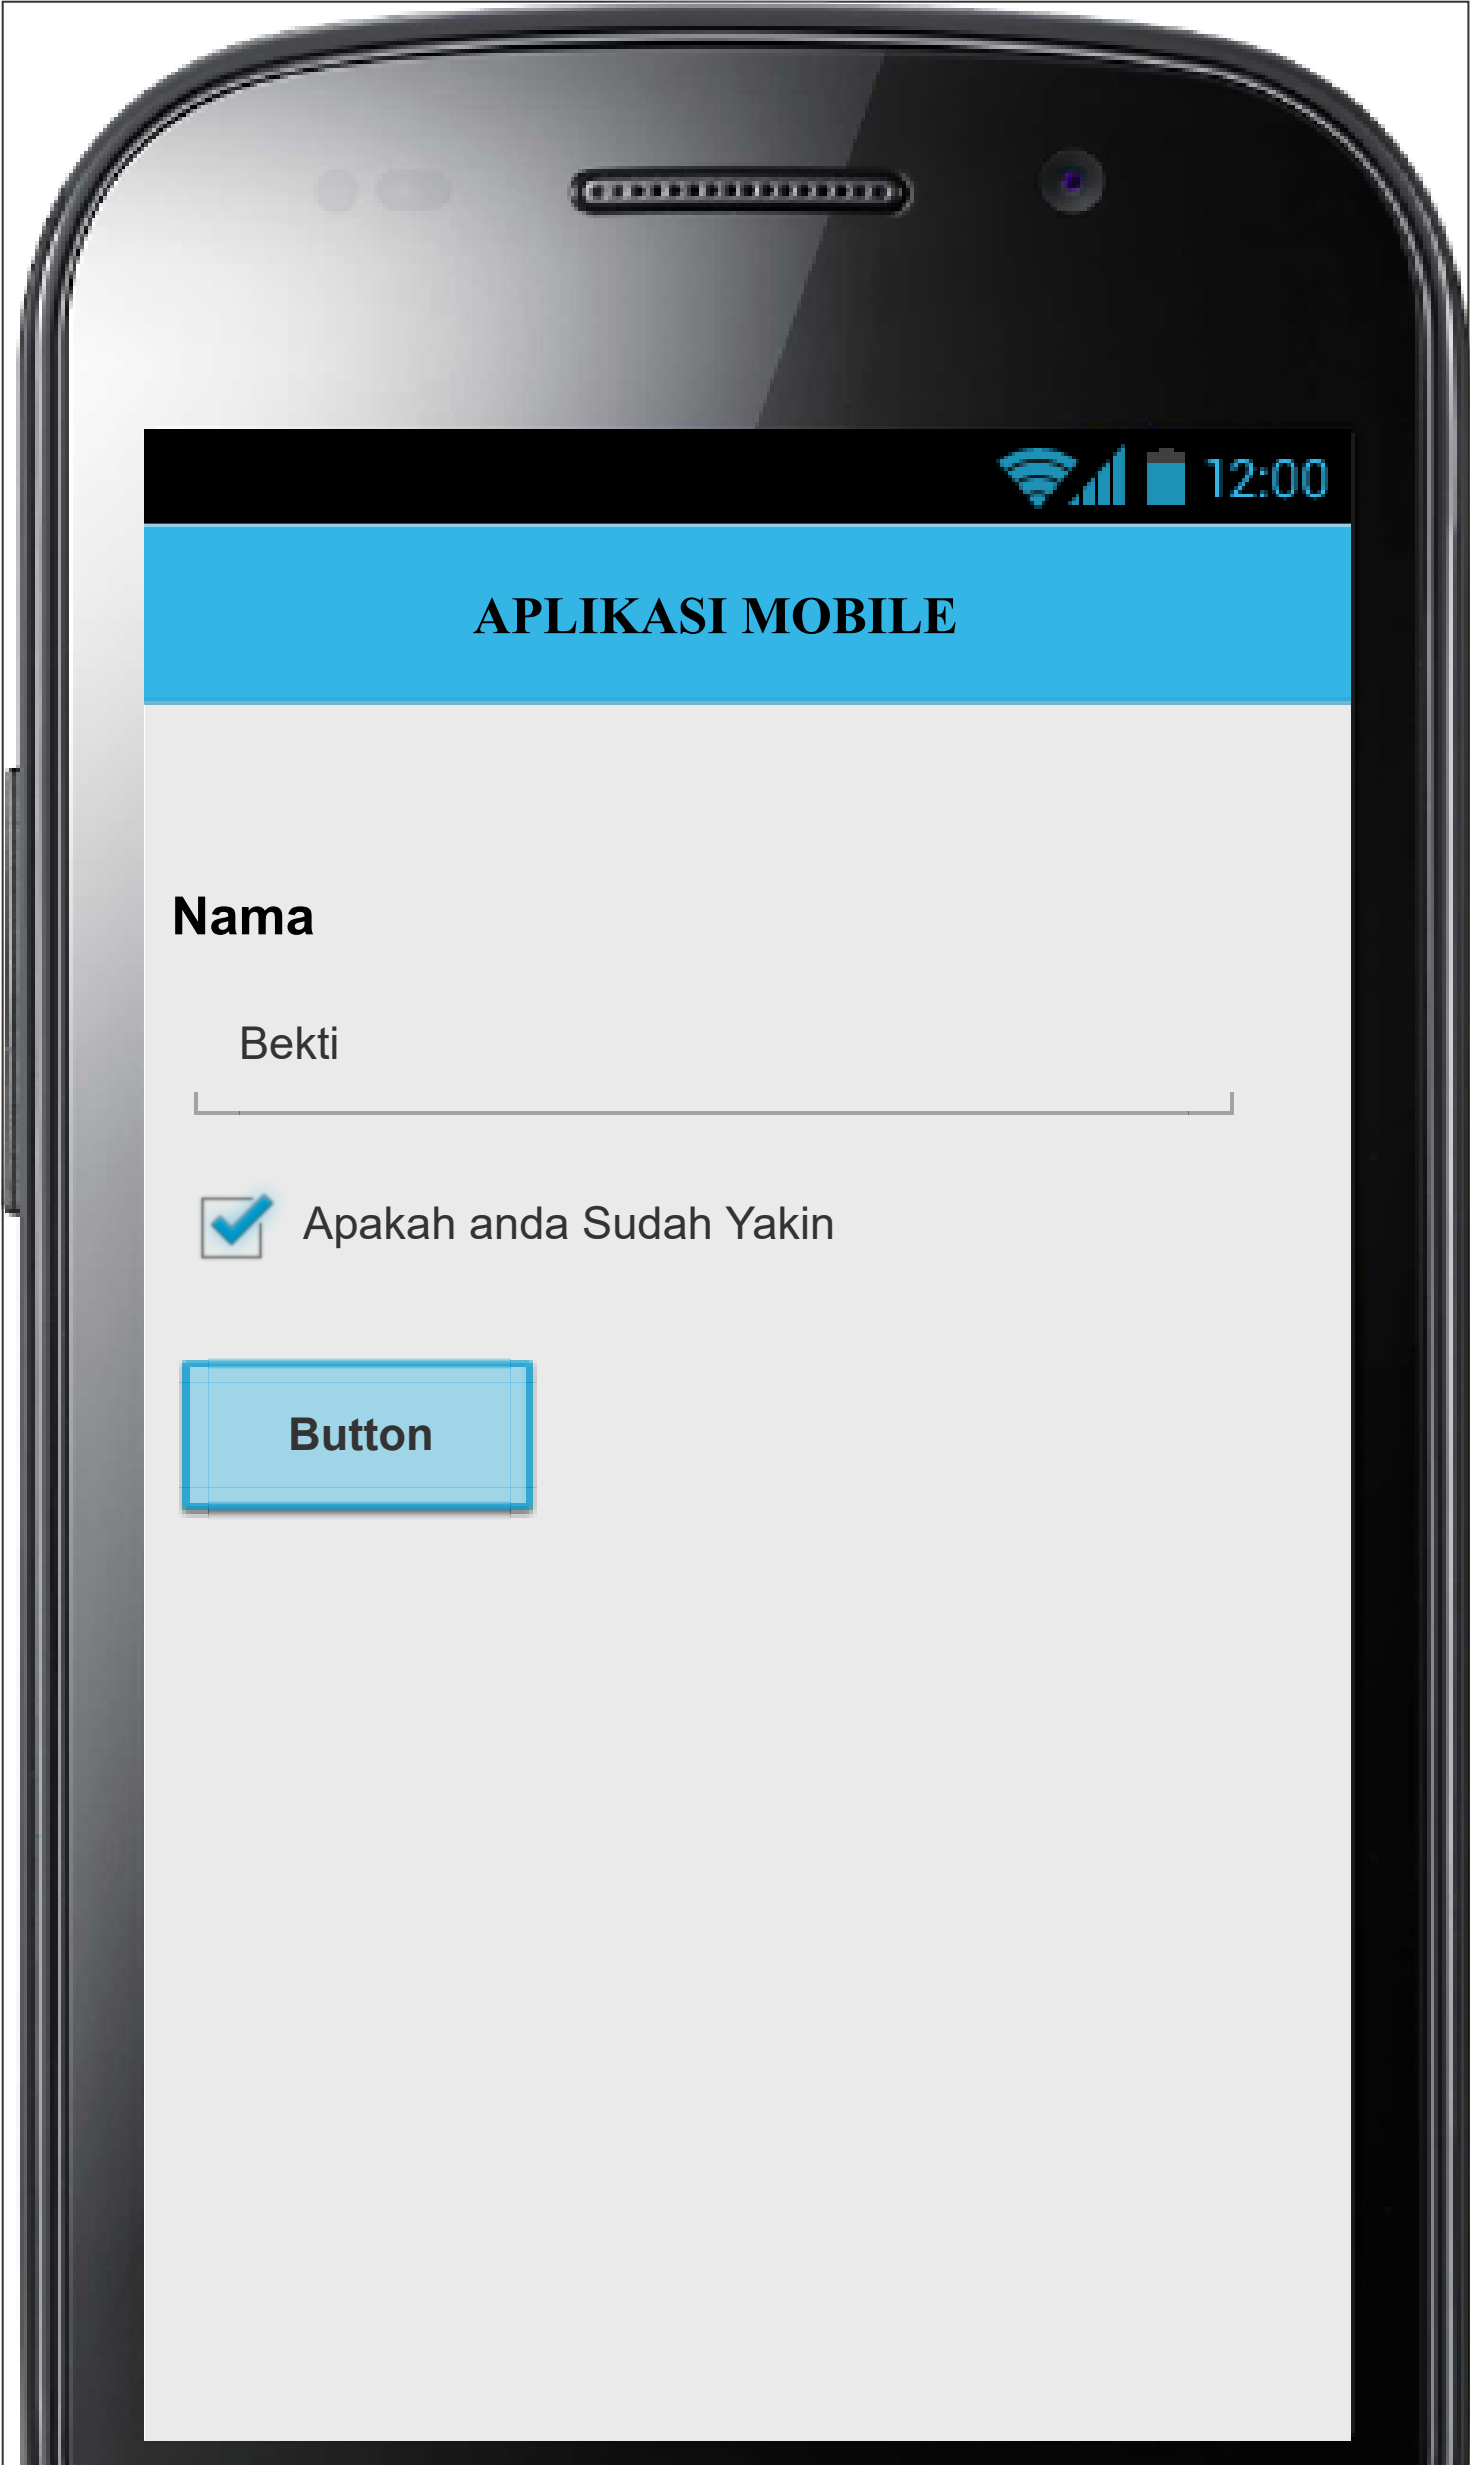 12:00
APLIKASI MOBILE
Nama
Bekti
Apakah anda Sudah Yakin
Button